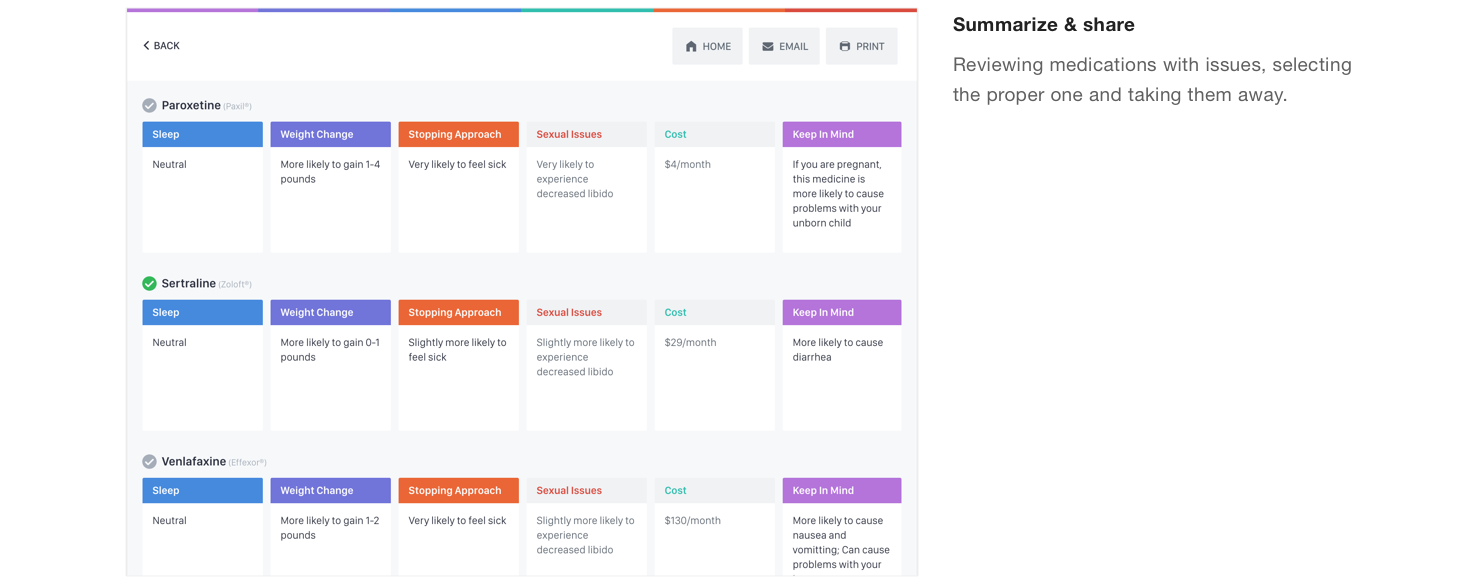 BACK
HOME
EMAIL
PRINT
Summarize & share
Reviewing medications with issues, selecting
the proper one and taking them away.
Paroxetine (Paxil®)
Sleep
Neutral
Weight Change
More likely to gain 1-4
pounds
Stopping Approach
Very likely to feel sick
Sexual Issues
Very likely to
experience
decreased libido
Cost
$4/month
Keep In Mind
If you are pregnant,
this medicine is
more likely to cause
problems with your
unborn child
Sertraline (Zoloft®)
Sleep
Neutral
Weight Change
More likely to gain 0-1
pounds
Stopping Approach
Slightly more likely to
feel sick
Sexual Issues
Slightly more likely to
experience
decreased libido
Cost
$29/month
Keep In Mind
More likely to cause
diarrhea
Venlafaxine (Effexor®)
Sleep
Neutral
Weight Change
More likely to gain 1-2
pounds
Stopping Approach
Very likely to feel sick
Sexual Issues
Slightly more likely to
experience
decreased libido
Cost
$130/month
Keep In Mind
More likely to cause
nausea and
vomitting; Can cause
problems with your